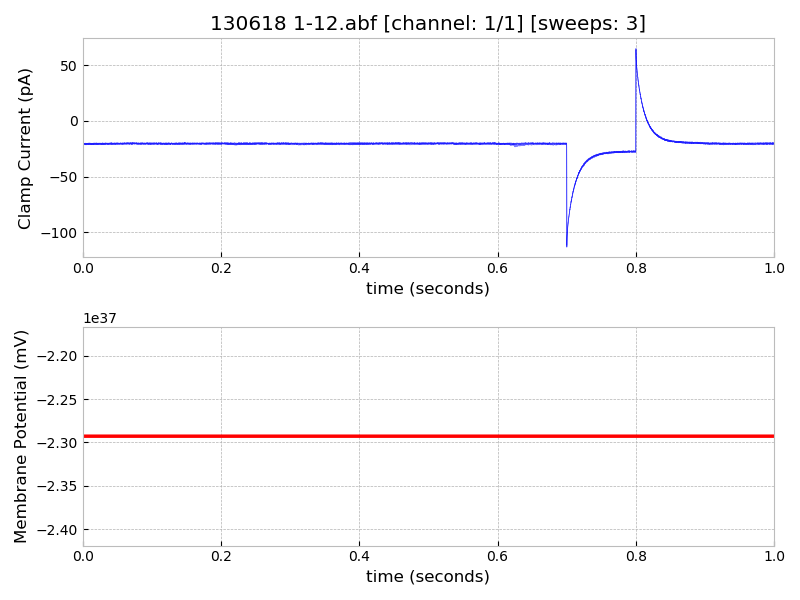 130618 1-12.abf [channel: 1/1] [sweeps: 3]
Clamp Current (pA)
50
0
−50
−100
0.0 0.2 0.4 0.6 0.8 1.0
time (seconds)
1e37
Membrane Potential (mV)
−2.20
−2.25
−2.30
−2.35
−2.40
0.0 0.2 0.4 0.6 0.8 1.0
time (seconds)